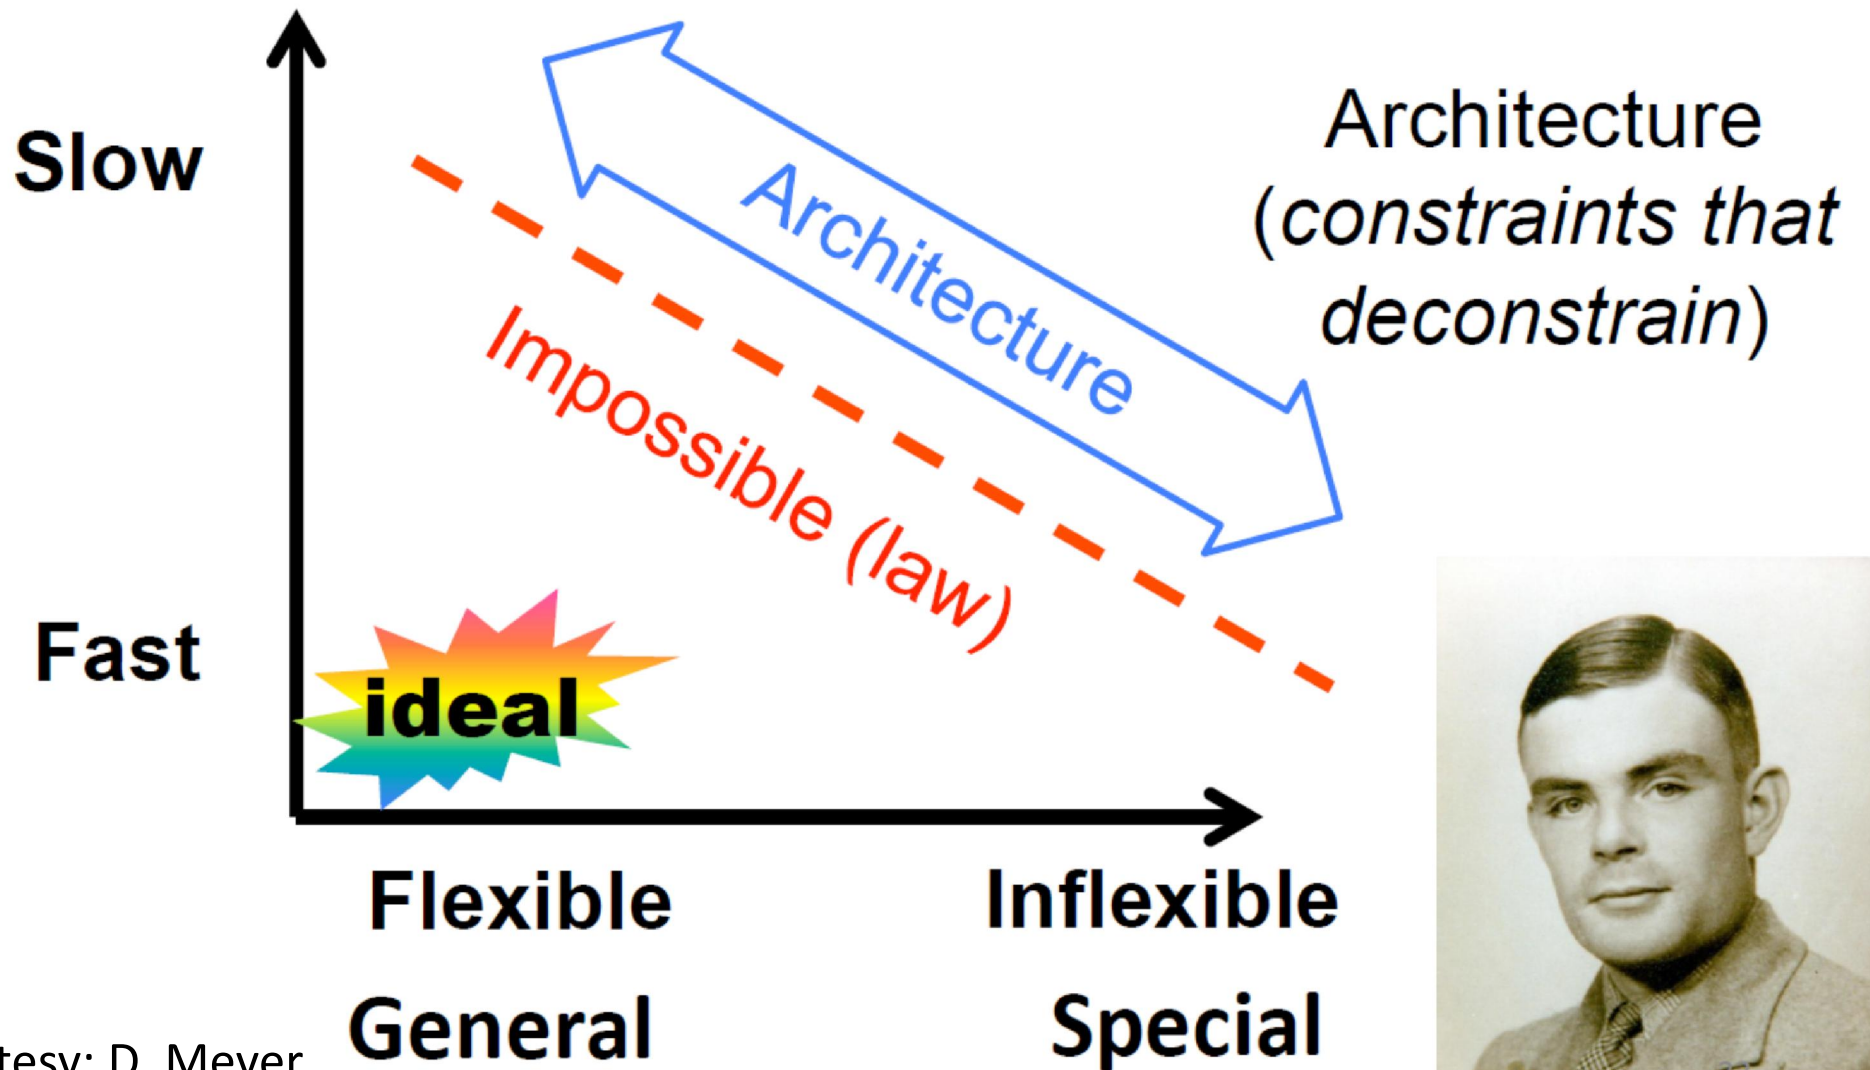 Slow
Architecture
Architecture
(constraints that
deconstrain)
Impossible (law)
Fast
ideal
Flexible
Inflexible
General
Special
tesy: D. Meyer